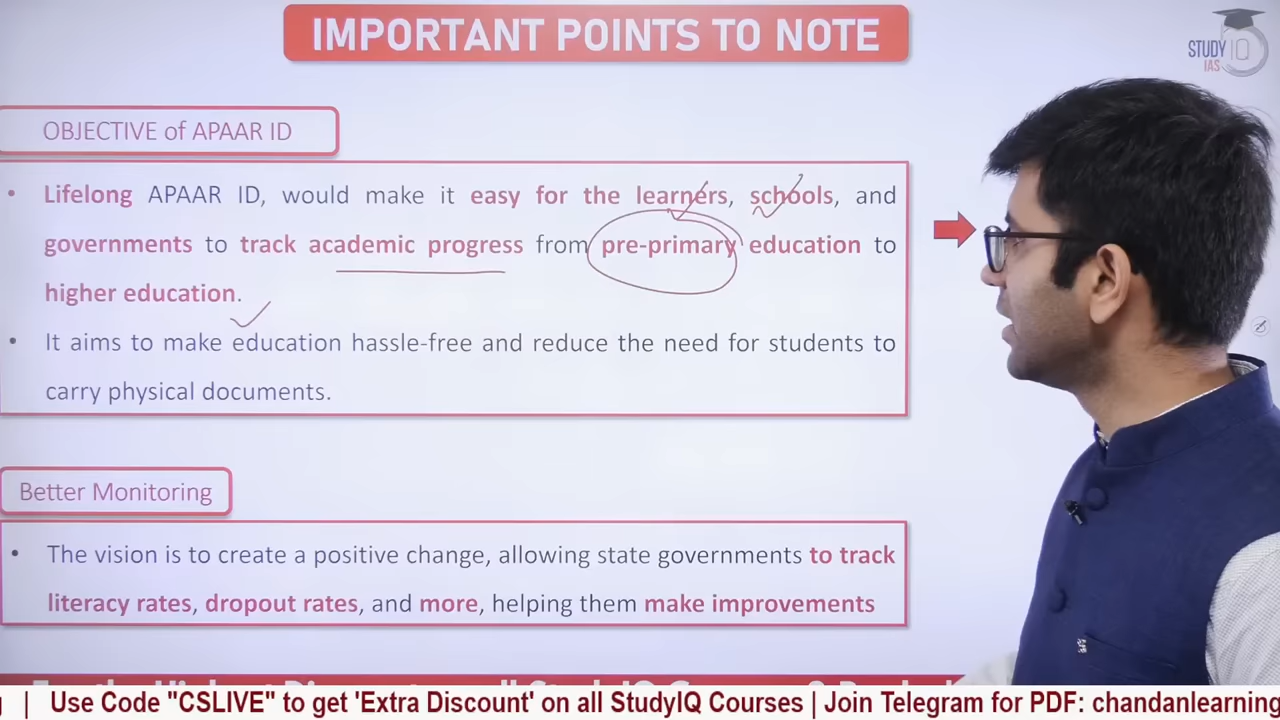 IMPORTANT POINTS TO NOTE
STUDY IQ
IAS
OBJECTIVE of APAAR ID
• Lifelong APAAR ID, would make it easy for the learners, schools, and
governments to track academic progress from pre-primary education to
higher education.
• It aims to make education hassle-free and reduce the need for students to
carry physical documents.
Better Monitoring
• The vision is to create a positive change, allowing state governments to track
literacy rates, dropout rates, and more, helping them make improvements
| Use Code "CSLIVE" to get 'Extra Discount' on all StudyIQ Courses | Join Telegram for PDF: chandanlearning